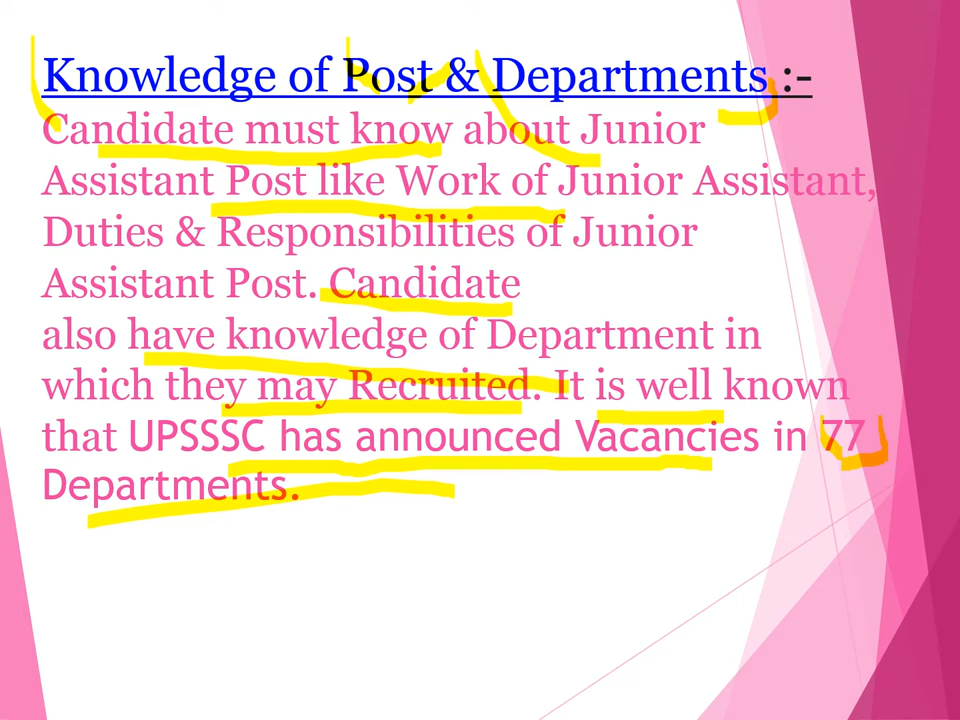 Knowledge of Post & Departments :-
Candidate must know about Junior
Assistant Post like Work of Junior Assistant,
Duties & Responsibilities of Junior
Assistant Post. Candidate
also have knowledge of Department in
which they may Recruited. It is well known
that UPSSSC has announced Vacancies in 77
Departments.